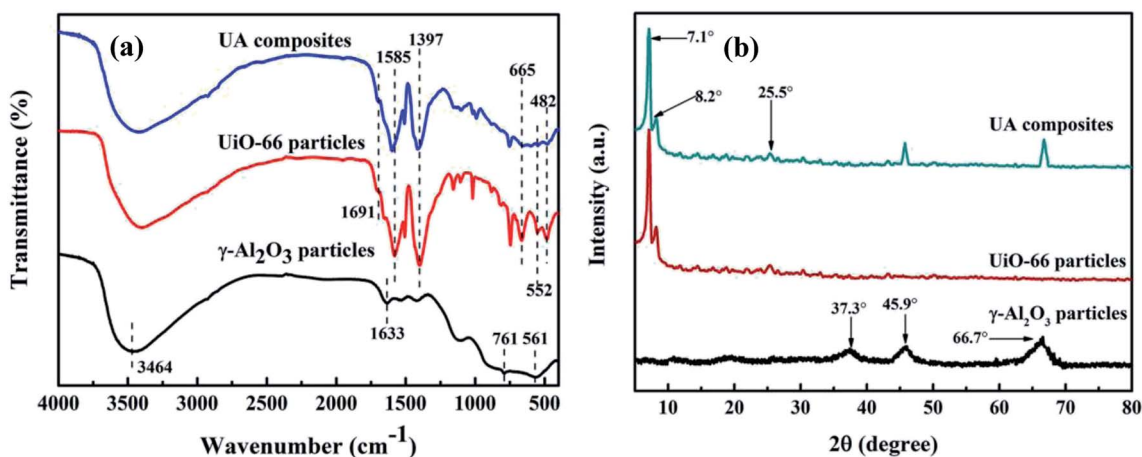 (a)
UA composites
1585
1397
665
482
UiO-66 particles
1691
552
γ-Al₂O₃ particles
1633
761
561
3464
Transmittance (%)
4000
3500
3000
2500
2000
1500
1000
500
Wavenumber (cm⁻¹)
(b)
7.1°
8.2°
25.5°
UA composites
UiO-66 particles
37.3°
45.9°
γ-Al₂O₃ particles
66.7°
Intensity (a.u.)
10
20
30
40
50
60
70
80
2θ (degree)